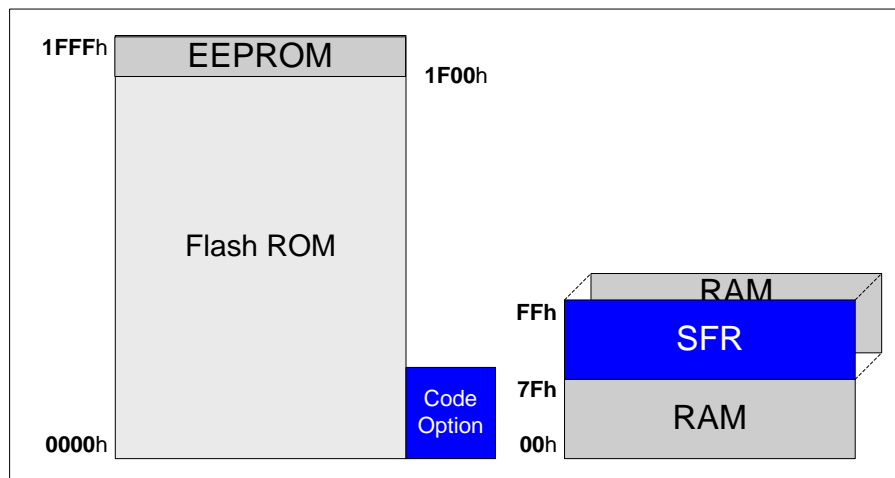 1FFFh
EEPROM
1F00h
Flash ROM
RAM
FFh
SFR
Code
Option
7Fh
RAM
0000h
00h